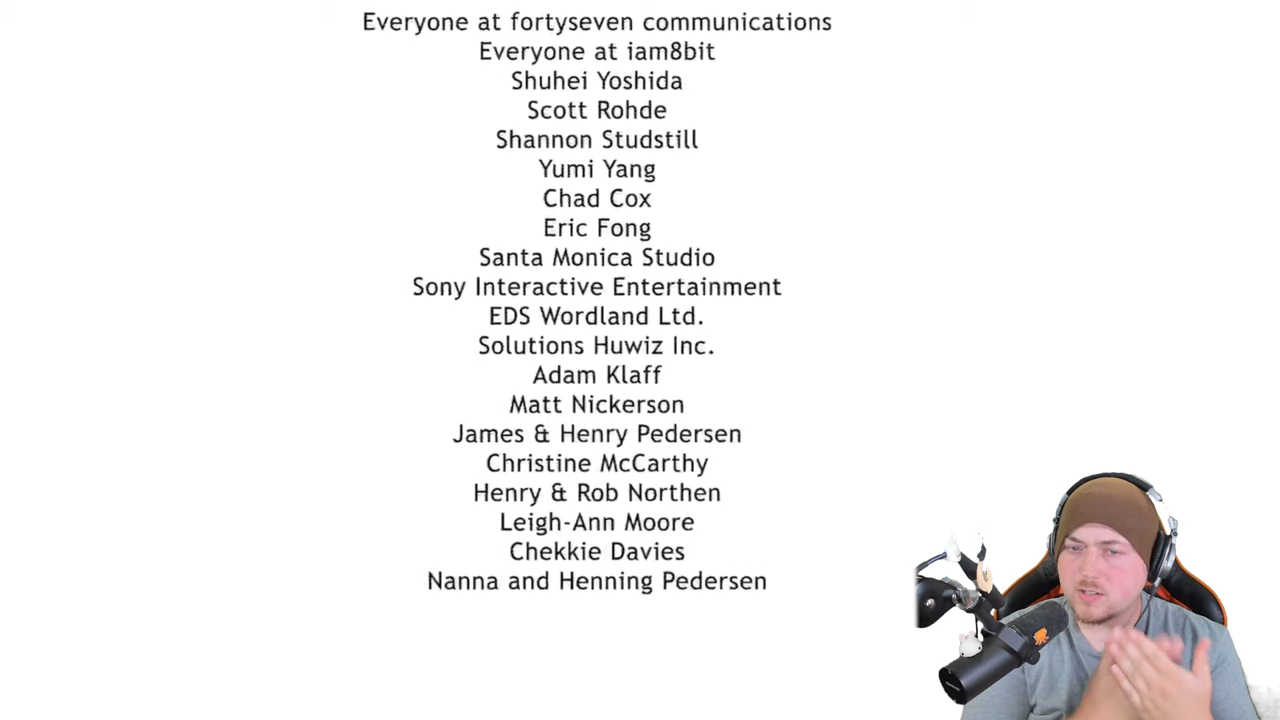 Everyone at fortyseven communications
Everyone at iam8bit
Shuhei Yoshida
Scott Rohde
Shannon Studstill
Yumi Yang
Chad Cox
Eric Fong
Santa Monica Studio
Sony Interactive Entertainment
EDS Wordland Ltd.
Solutions Huwiz Inc.
Adam Klaff
Matt Nickerson
James & Henry Pedersen
Christine McCarthy
Henry & Rob Northen
Leigh-Ann Moore
Chekkie Davies
Nanna and Henning Pedersen